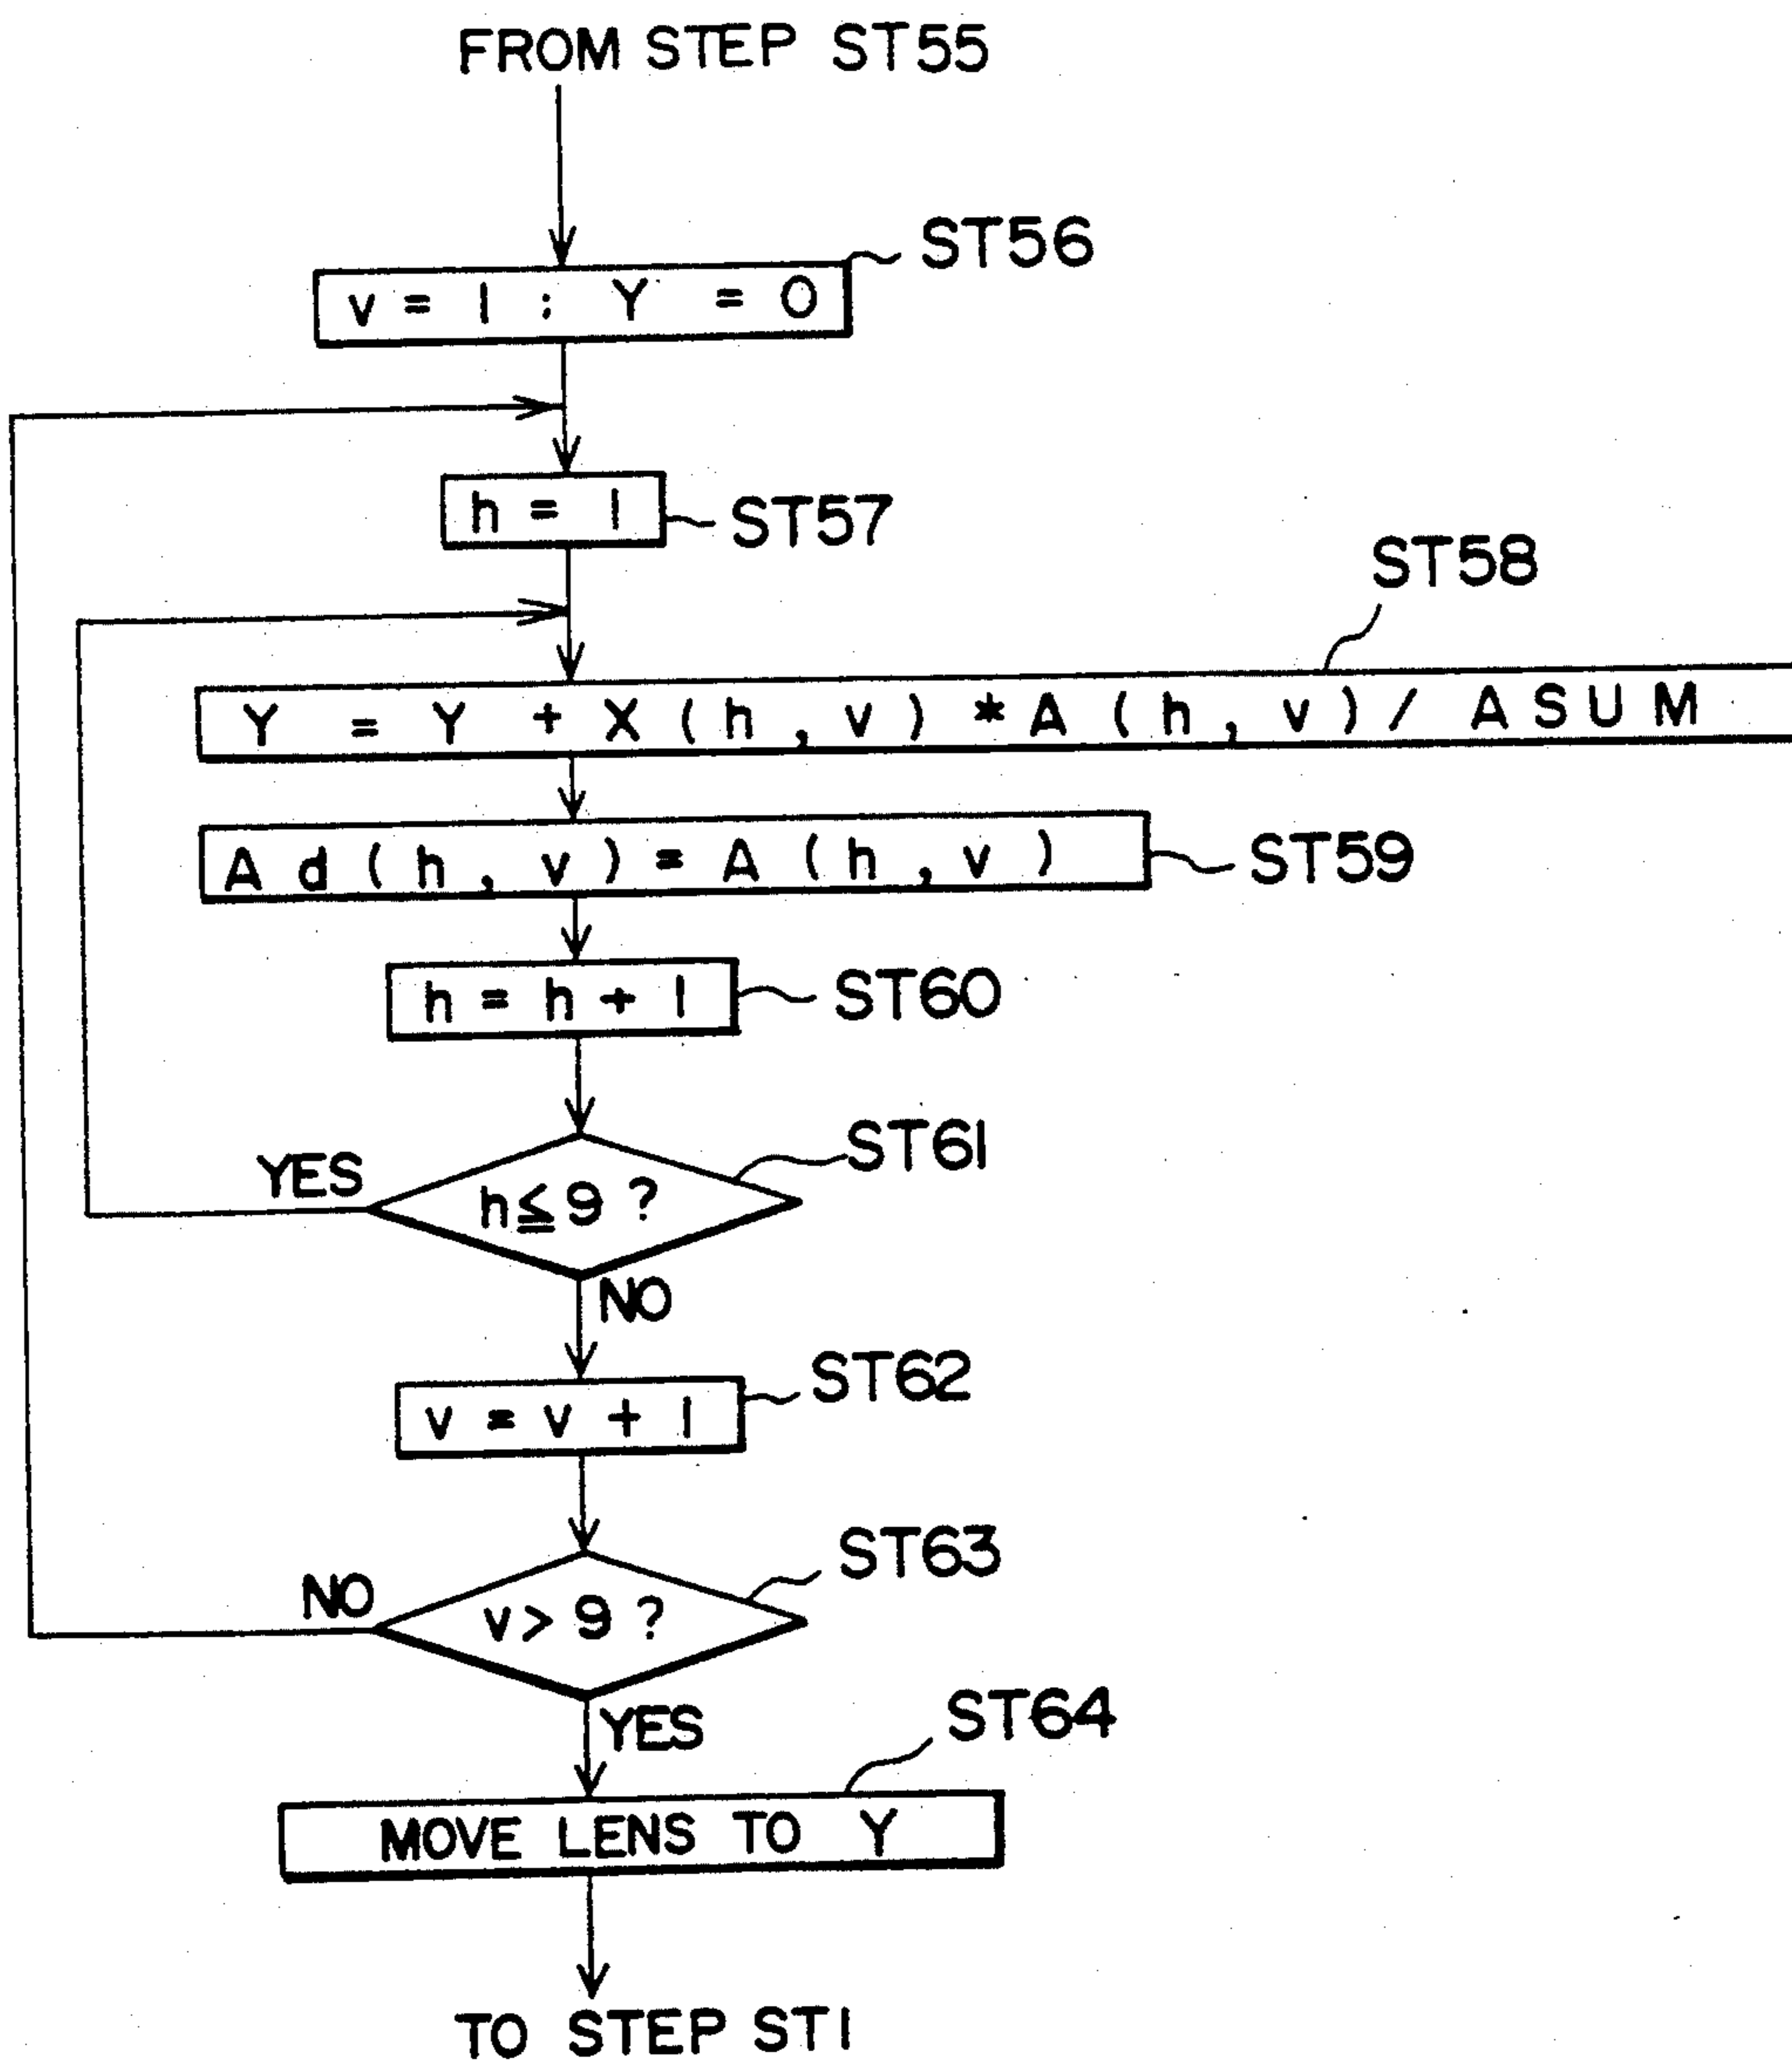 FROM STEP ST55
ST56
v = 1 : Y = 0
h = 1
ST57
ST58
Y = Y + X ( h , v ) * A ( h , v ) / A S U M
A d ( h , v ) = A ( h , v )
ST59
h = h + 1
ST60
ST61
YES
h ≦ 9 ?
NO
ST62
v = v + 1
ST63
NO
v > 9 ?
YES
ST64
MOVE LENS TO Y
TO STEP ST1